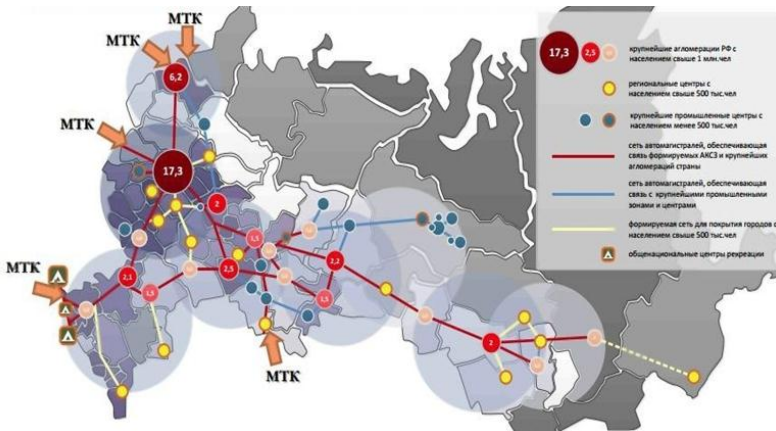 МТК
МТК
6,2
МТК
17,3
2
1,5
2,2
2,5
2,1
1,5
1,5
МТК
МТК
2
17,3
2,5
крупнейшие агломерации РФ с
населением свыше 1 млн.чел
региональные центры с
населением свыше 500 тыс.чел
крупнейшие промышленные центры с
населением менее 500 тыс.чел
сеть автомагистралей, обеспечивающая
связь формируемых АКСЗ и крупнейших
агломераций страны
сеть автомагистралей, обеспечивающая
связь с крупнейшими промышленными
зонами и центрами
формируемая сеть для покрытия городов с
населением свыше 500 тыс.чел
общенациональные центры рекреации